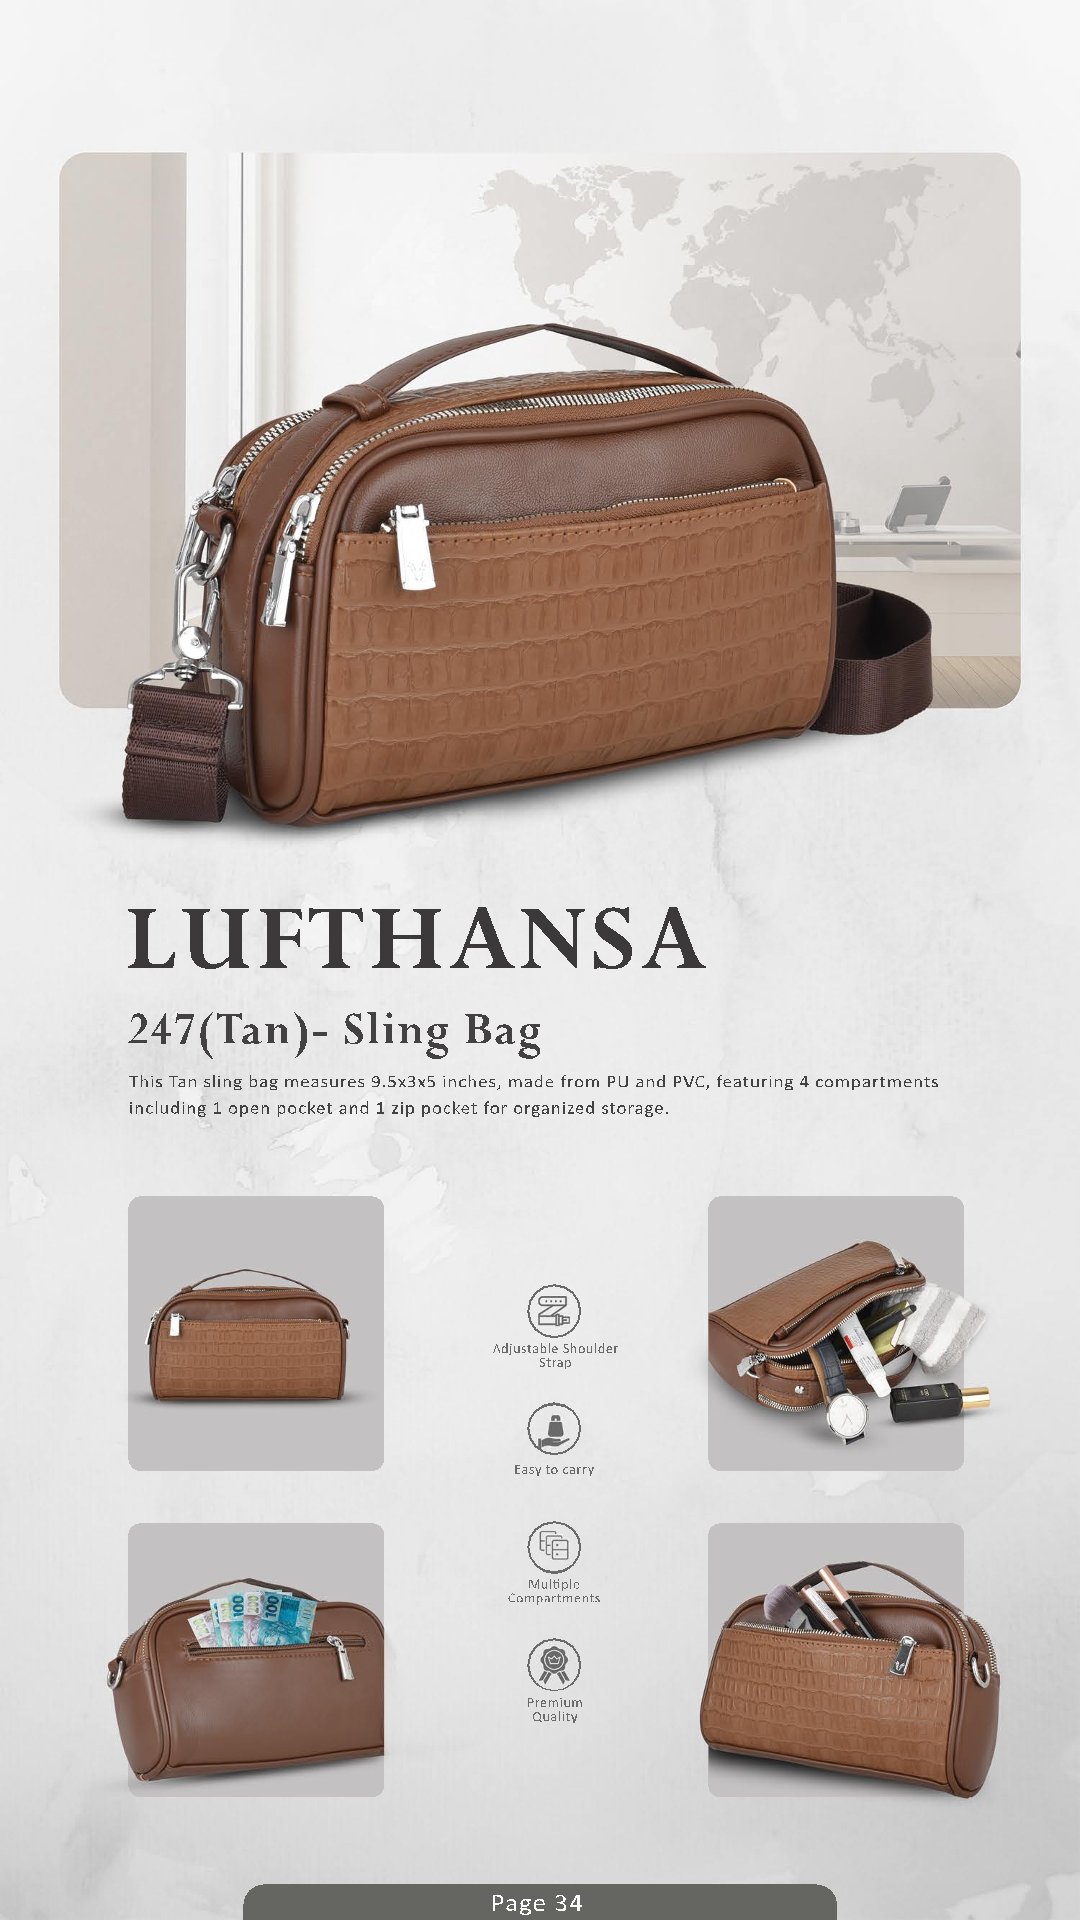 LUFTHANSA
247(Tan)- Sling Bag
This Tan sling bag measures 9.5x3x5 inches, made from PU and PVC, featuring 4 compartments
including 1 open pocket and 1 zip pocket for organized storage.
Adjustable Shoulder
Strap
Easy to carry
Multiple
Compartments
Premium
Quality
100
100
Page 34